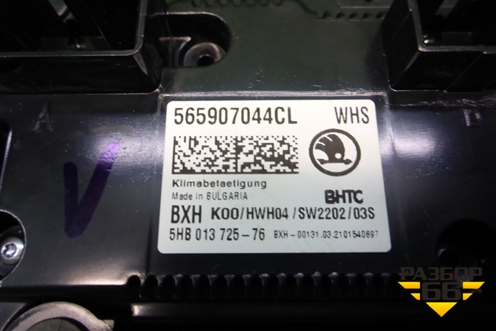 565907044CL WHS
Klimabetaetigung
Made in BULGARIA
BHTC
BXH K00/HWH04/SW2202/03S
5HB 013 725-76 BXH-00131.03.2101540697
V
РАЗБОР
66